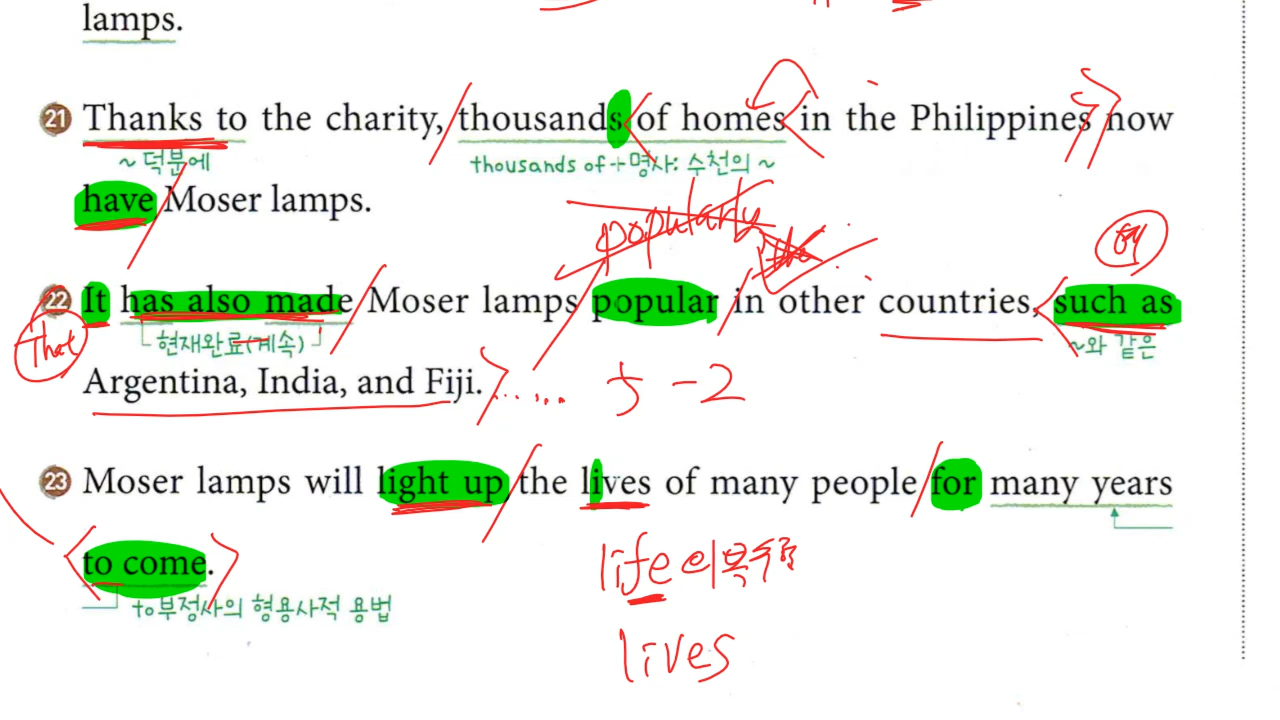 lamps.
21 Thanks to the charity, thousands of homes in the Philippines now
~ 덕분에 thousands of + 명사: 수천의 ~
have Moser lamps.
popularly
예
22 It has also made Moser lamps popular in other countries, such as
That 현재완료(계속) ~와 같은
Argentina, India, and Fiji. ...... 5-2
23 Moser lamps will light up the lives of many people for many years
to come.
life의 복수형
to부정사의 형용사적 용법
lives